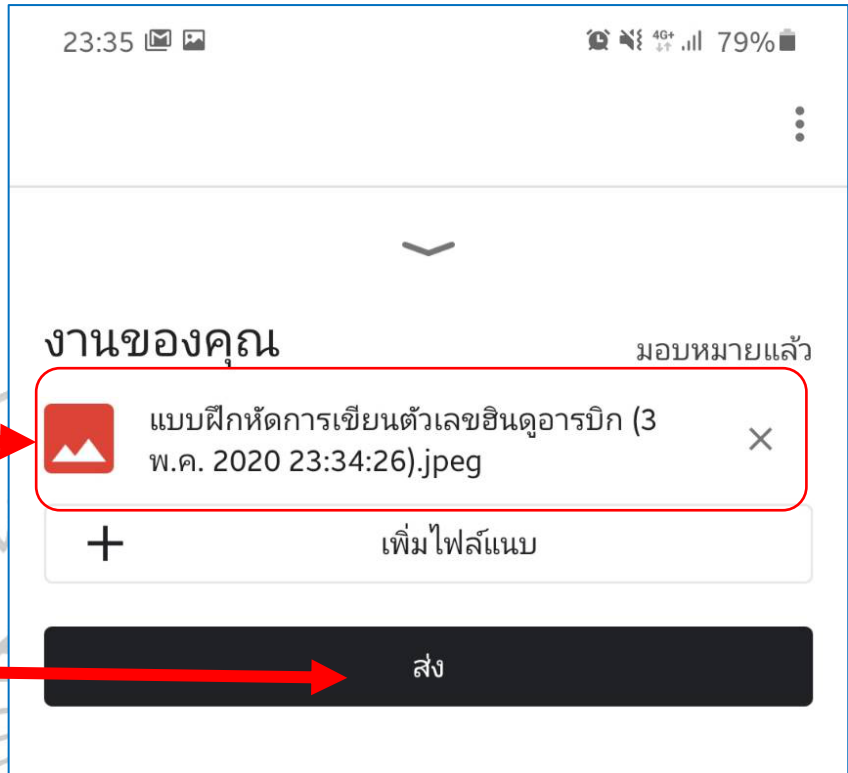 23:35 4G+ 79%
งานของคุณ
มอบหมายแล้ว
แบบฝึกหัดการเขียนตัวเลขฮินดูอารบิก (3
พ.ค. 2020 23:34:26).jpeg
เพิ่มไฟล์แนบ
ส่ง